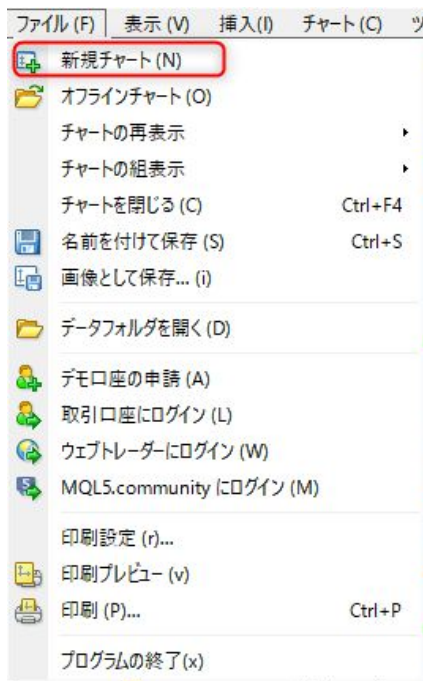 ファイル (F) 表示 (V) 挿入(I) チャート (C) ツ
新規チャート (N)
オフラインチャート (O)
チャートの再表示
チャートの組表示
チャートを閉じる (C) Ctrl+F4
名前を付けて保存 (S) Ctrl+S
画像として保存... (i)
データフォルダを開く (D)
デモ口座の申請 (A)
取引口座にログイン (L)
ウェブトレーダーにログイン (W)
MQL5.community にログイン (M)
印刷設定 (r)...
印刷プレビュー (v)
印刷 (P)... Ctrl+P
プログラムの終了(x)